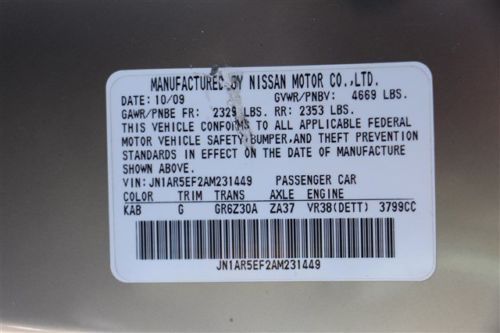 MANUFACTURED BY NISSAN MOTOR CO.,LTD.
DATE: 10/09 GVWR/PNBV: 4669 LBS.
GAWR/PNBE FR: 2329 LBS. RR: 2353 LBS.
THIS VEHICLE CONFORMS TO ALL APPLICABLE FEDERAL
MOTOR VEHICLE SAFETY,BUMPER,AND THEFT PREVENTION
STANDARDS IN EFFECT ON THE DATE OF MANUFACTURE
SHOWN ABOVE.
VIN: JN1AR5EF2AM231449 PASSENGER CAR
COLOR TRIM TRANS AXLE ENGINE
KAB G GR6Z30A ZA37 VR38(DETT) 3799CC
JN1AR5EF2AM231449